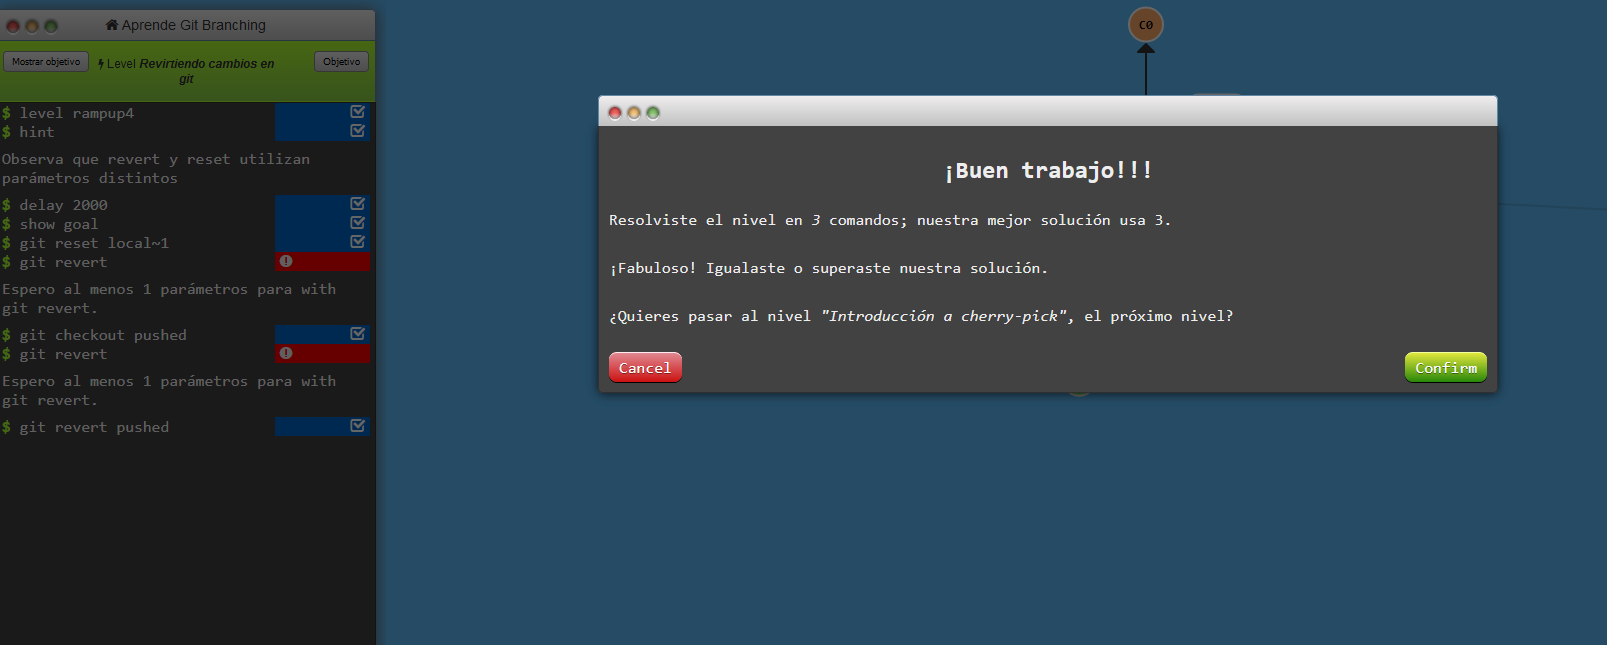 Aprende Git Branching
Mostrar objetivo
Level Revirtiendo cambios en
git
Objetivo
$ level rampup4
$ hint
Observa que revert y reset utilizan
parámetros distintos
$ delay 2000
$ show goal
$ git reset local~1
$ git revert
Espero al menos 1 parámetros para with
git revert.
$ git checkout pushed
$ git revert
Espero al menos 1 parámetros para with
git revert.
$ git revert pushed
C0
¡Buen trabajo!!!
Resolviste el nivel en 3 comandos; nuestra mejor solución usa 3.
¡Fabuloso! Igualaste o superaste nuestra solución.
¿Quieres pasar al nivel "Introducción a cherry-pick", el próximo nivel?
Cancel
Confirm